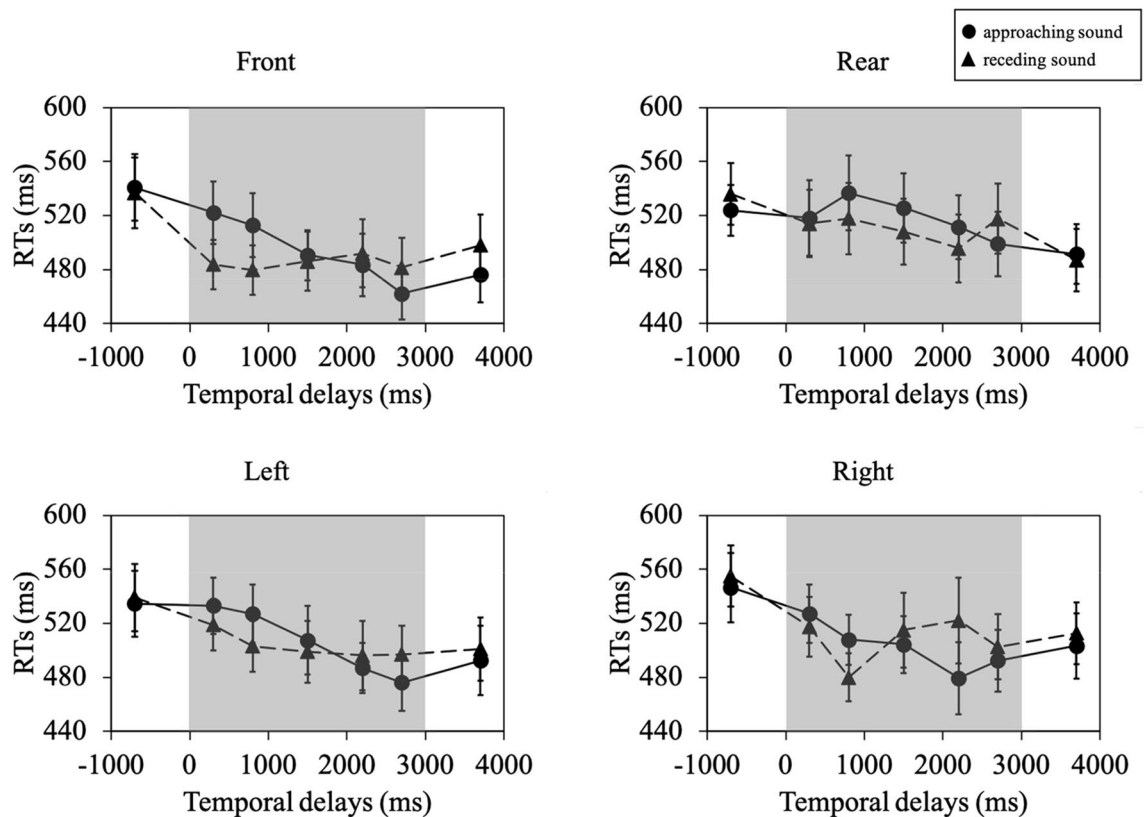 approaching sound
receding sound
Front
600
560
520
480
440
RTs (ms)
-1000 0 1000 2000 3000 4000
Temporal delays (ms)
Rear
600
560
520
480
440
RTs (ms)
-1000 0 1000 2000 3000 4000
Temporal delays (ms)
Left
600
560
520
480
440
RTs (ms)
-1000 0 1000 2000 3000 4000
Temporal delays (ms)
Right
600
560
520
480
440
RTs (ms)
-1000 0 1000 2000 3000 4000
Temporal delays (ms)